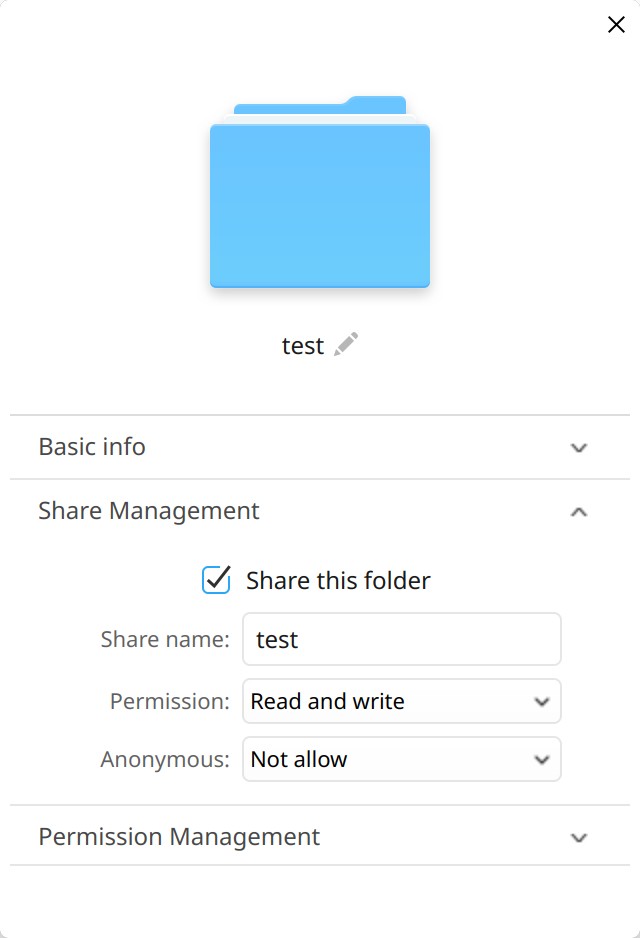 test
Basic info
Share Management
Share this folder
Share name: test
Permission: Read and write
Anonymous: Not allow
Permission Management